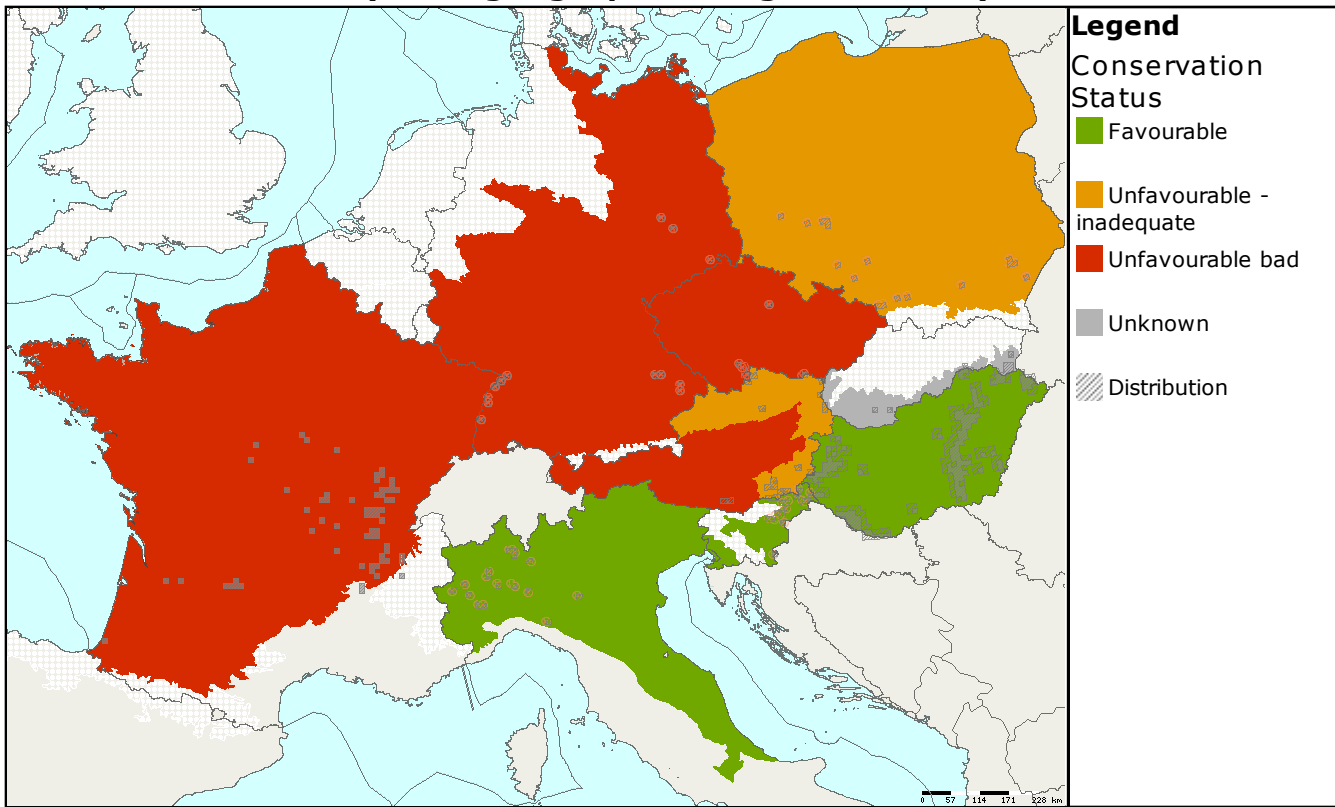 Legend
Conservation
Status
Favourable
Unfavourable -
inadequate
Unfavourable bad
Unknown
Distribution
0 57 114 171 228 km